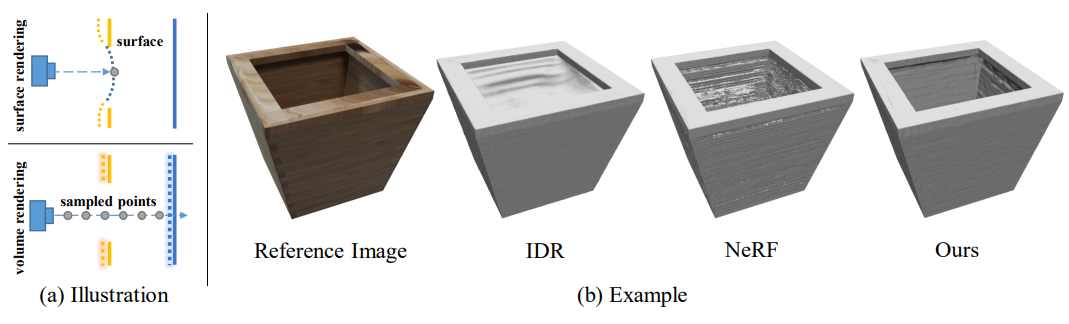 surface rendering
surface
volume rendering
sampled points
(a) Illustration
Reference Image
IDR
NeRF
Ours
(b) Example